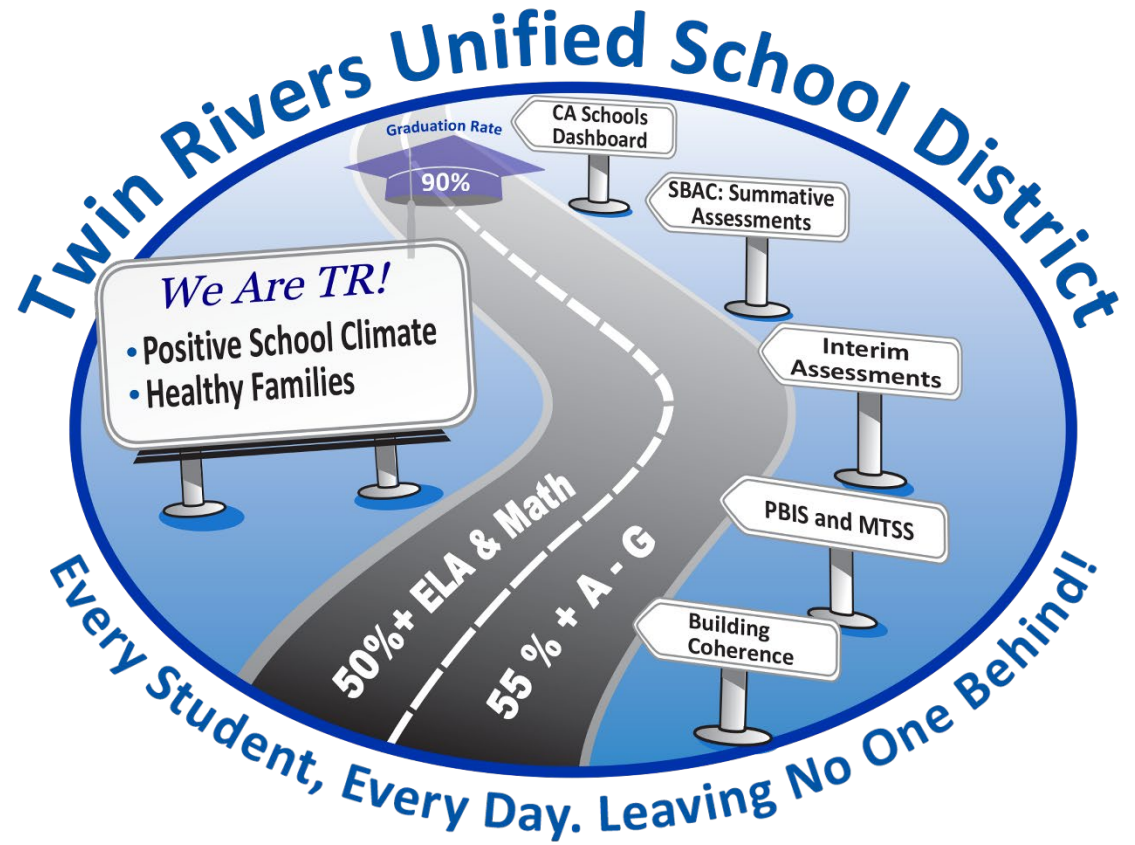 Twin Rivers Unified School District
Graduation Rate
90%
CA Schools
Dashboard
SBAC: Summative
Assessments
We Are TR!
• Positive School Climate
• Healthy Families
Interim
Assessments
PBIS and MTSS
Building
Coherence
50%+ ELA & Math
55 % + A - G
Every Student, Every Day. Leaving No One Behind!